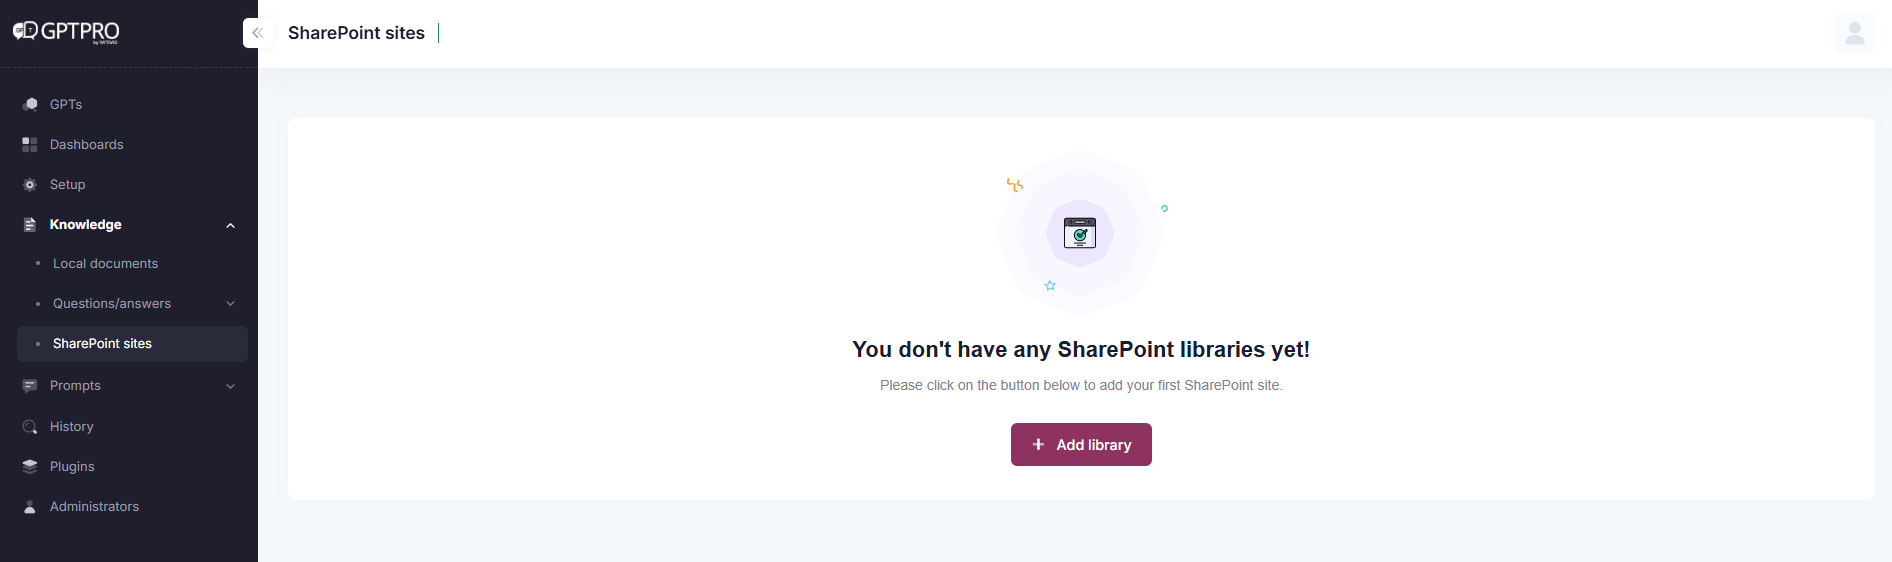 GPTPRO
SharePoint sites
GPTs
Dashboards
Setup
Knowledge
Local documents
Questions/answers
SharePoint sites
Prompts
History
Plugins
Administrators
You don't have any SharePoint libraries yet!
Please click on the button below to add your first SharePoint site.
+ Add library